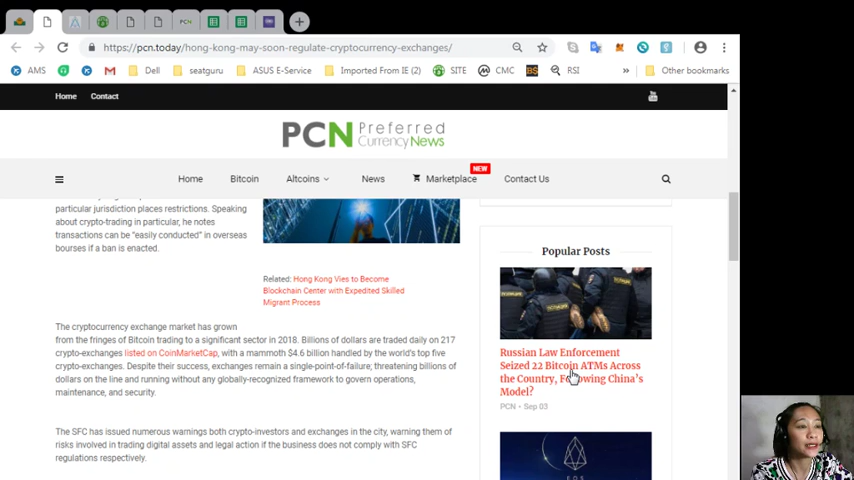 https://pcn.today/hong-kong-may-soon-regulate-cryptocurrency-exchanges/
AMS
Dell
seatguru
ASUS E-Service
Imported From IE (2)
SITE
CMC
RSI
»
Other bookmarks
Home
Contact
PCN Preferred
Currency News
NEW
Home
Bitcoin
Altcoins
News
Marketplace
Contact Us
particular jurisdiction places restrictions. Speaking
about crypto-trading in particular, he notes
transactions can be "easily conducted" in overseas
bourses if a ban is enacted.
Related: Hong Kong Vies to Become
Blockchain Center with Expedited Skilled
Migrant Process
The cryptocurrency exchange market has grown
from the fringes of Bitcoin trading to a significant sector in 2018. Billions of dollars are traded daily on 217
crypto-exchanges listed on CoinMarketCap, with a mammoth $4.6 billion handled by the world's top five
crypto-exchanges. Despite their success, exchanges remain a single-point-of-failure; threatening billions of
dollars on the line and running without any globally-recognized framework to govern operations,
maintenance, and security.
The SFC has issued numerous warnings both crypto-investors and exchanges in the city, warning them of
risks involved in trading digital assets and legal action if the business does not comply with SFC
regulations respectively.
Popular Posts
Russian Law Enforcement
Seized 22 Bitcoin ATMs Across
the Country, Following China's
Model?
PCN - Sep 03
EOS